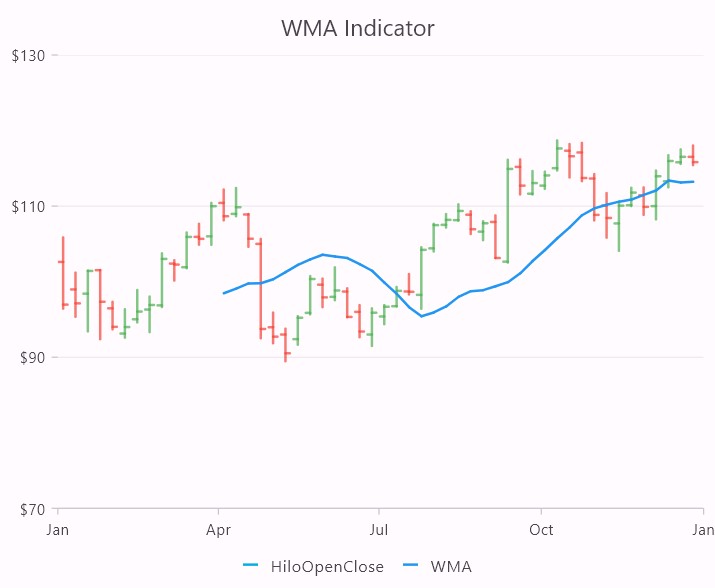 WMA Indicator
$130
$110
$90
$70
Jan Apr Jul Oct Jan
HiloOpenClose WMA